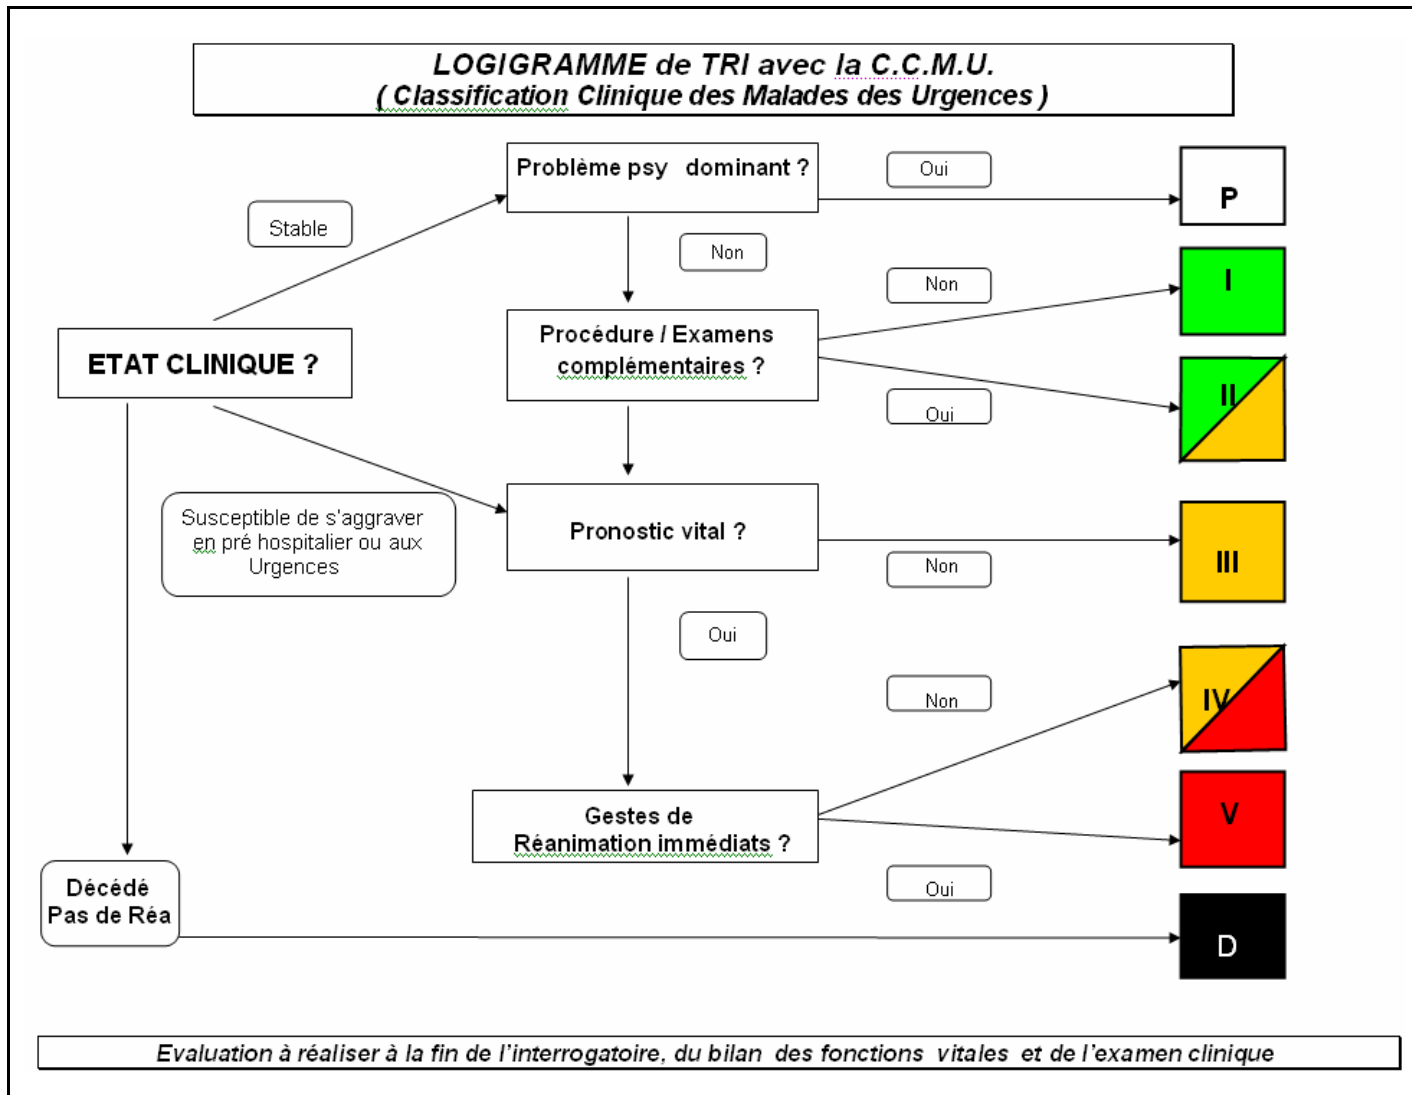 LOGIGRAMME de TRI avec la C.C.M.U.
( Classification Clinique des Malades des Urgences )
Problème psy dominant ?
Oui
P
Stable
Non
Non
I
Procédure / Examens
complémentaires ?
ETAT CLINIQUE ?
II
Oui
Susceptible de s'aggraver
en pré hospitalier ou aux
Urgences
Pronostic vital ?
Non
III
Oui
Non
IV
Gestes de
Réanimation immédiats ?
V
Oui
Décédé
Pas de Réa
D
Evaluation à réaliser à la fin de l'interrogatoire, du bilan des fonctions vitales et de l'examen clinique